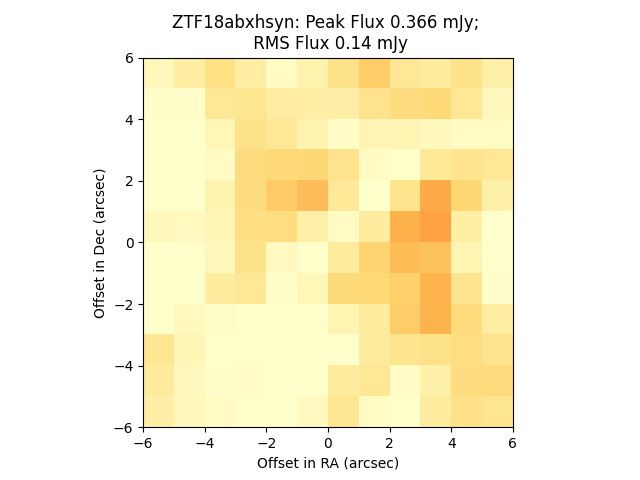 ZTF18abxhsyn: Peak Flux 0.366 mJy;
RMS Flux 0.14 mJy
6
4
2
0
−2
−4
−6
Offset in Dec (arcsec)
−6 −4 −2 0 2 4 6
Offset in RA (arcsec)